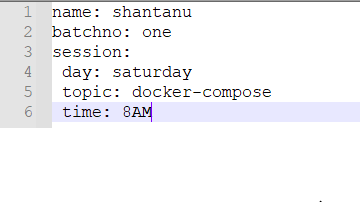 1 name: shantanu
2 batchno: one
3 session:
4  day: saturday
5  topic: docker-compose
6  time: 8AM